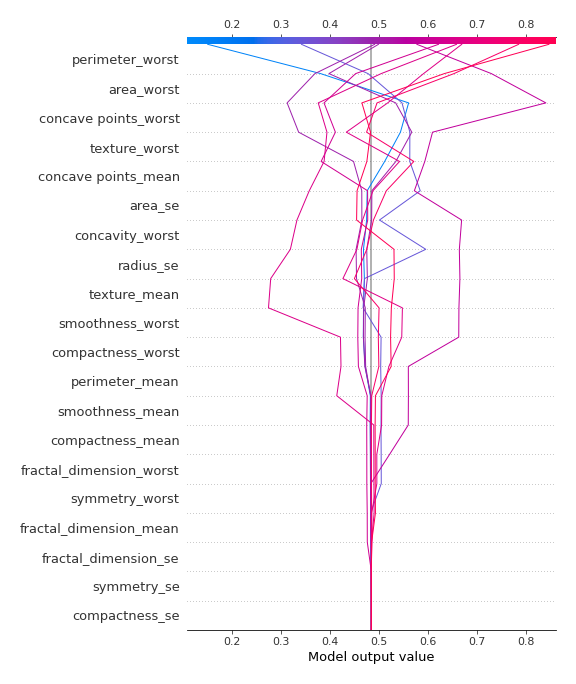 0.2 0.3 0.4 0.5 0.6 0.7 0.8
perimeter_worst
area_worst
concave points_worst
texture_worst
concave points_mean
area_se
concavity_worst
radius_se
texture_mean
smoothness_worst
compactness_worst
perimeter_mean
smoothness_mean
compactness_mean
fractal_dimension_worst
symmetry_worst
fractal_dimension_mean
fractal_dimension_se
symmetry_se
compactness_se
0.2 0.3 0.4 0.5 0.6 0.7 0.8
Model output value